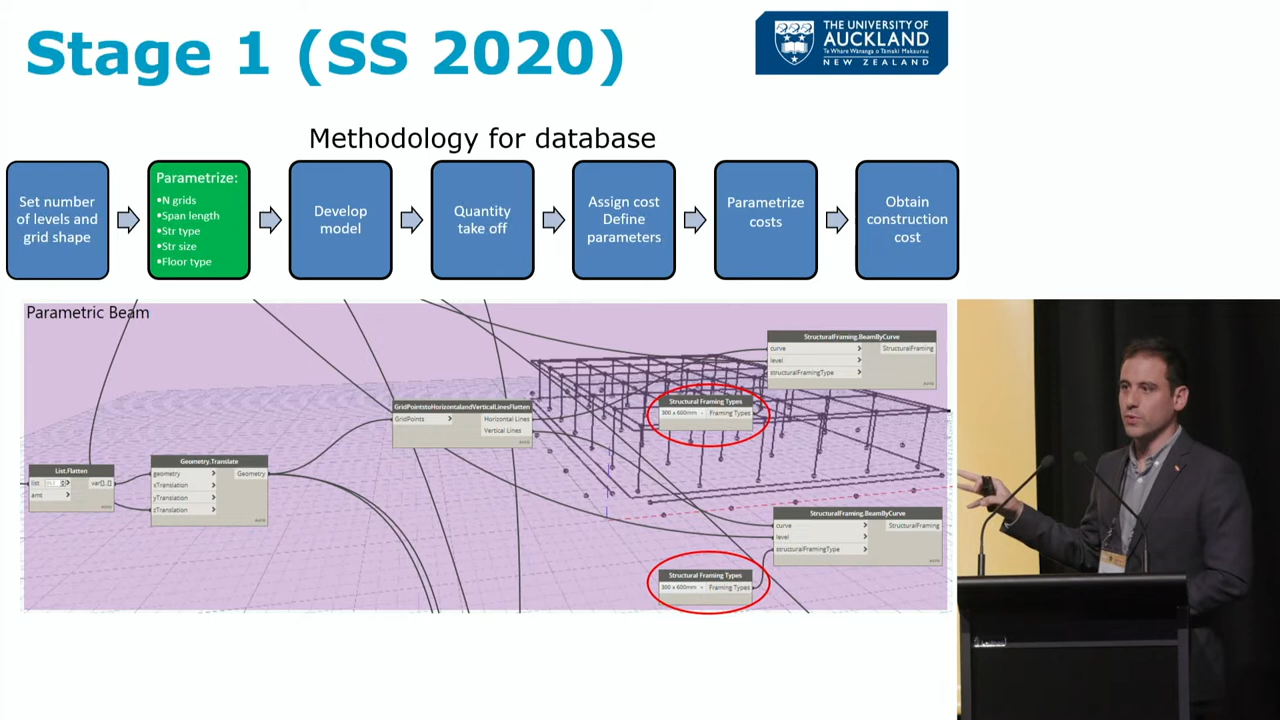 Stage 1 (SS 2020)
THE UNIVERSITY OF
AUCKLAND
Te Whare Wānanga o Tāmaki Makaurau
NEW ZEALAND
Methodology for database
Set number
of levels and
grid shape
Parametrize:
•N grids
•Span length
•Str type
•Str size
•Floor type
Develop
model
Quantity
take off
Assign cost
Define
parameters
Parametrize
costs
Obtain
construction
cost
Parametric Beam
StructuralFraming.BeamByCurve
curve > StructuralFraming
level >
structuralFramingType >
Structural Framing Types
300 x 600mm Framing Types
GridPointstoHorizontalandVerticalLinesFlatten
GridPoints > Horizontal Lines
Vertical Lines
List.Flatten
list > var[]..[]
amt >
Geometry.Translate
geometry > Geometry
xTranslation >
yTranslation >
zTranslation >
StructuralFraming.BeamByCurve
curve > StructuralFraming
level >
structuralFramingType >
Structural Framing Types
300 x 600mm Framing Types